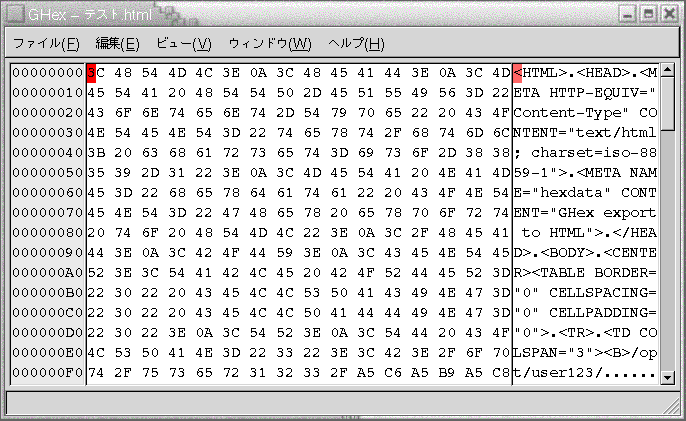 GHex – テスト html
ファイル(F) 編集(E) ビュー(V) ウィンドウ(W) ヘルプ(H)
00000000 3C 48 54 4D 4C 3E 0A 3C 48 45 41 44 3E 0A 3C 4D <HTML>.<HEAD>.<M
00000010 45 54 41 20 48 54 54 50 2D 45 51 55 49 56 3D 22 ETA HTTP-EQUIV="
00000020 43 6F 6E 74 65 6E 74 2D 54 79 70 65 22 20 43 4F Content-Type" CO
00000030 4E 54 45 4E 54 3D 22 74 65 78 74 2F 68 74 6D 6C NTENT="text/html
00000040 3B 20 63 68 61 72 73 65 74 3D 69 73 6F 2D 38 38 ; charset=iso-88
00000050 35 39 2D 31 22 3E 0A 3C 4D 45 54 41 20 4E 41 4D 59-1">.<META NAM
00000060 45 3D 22 68 65 78 64 61 74 61 22 20 43 4F 4E 54 E="hexdata" CONT
00000070 45 4E 54 3D 22 47 48 65 78 20 65 78 70 6F 72 74 ENT="GHex export
00000080 20 74 6F 20 48 54 4D 4C 22 3E 0A 3C 2F 48 45 41 to HTML">.</HEA
00000090 44 3E 0A 3C 42 4F 44 59 3E 0A 3C 43 45 4E 54 45 D>.<BODY>.<CENTE
000000A0 52 3E 3C 54 41 42 4C 45 20 42 4F 52 44 45 52 3D R><TABLE BORDER=
000000B0 22 30 22 20 43 45 4C 4C 53 50 41 43 49 4E 47 3D "0" CELLSPACING=
000000C0 22 30 22 20 43 45 4C 4C 50 41 44 44 49 4E 47 3D "0" CELLPADDING=
000000D0 22 30 22 3E 0A 3C 54 52 3E 0A 3C 54 44 20 43 4F "0">.<TR>.<TD CO
000000E0 4C 53 50 41 4E 3D 22 33 22 3E 3C 42 3E 2F 6F 70 LSPAN="3"><B>/op
000000F0 74 2F 75 73 65 72 31 32 33 2F A5 C6 A5 B9 A5 C8 t/user123/......